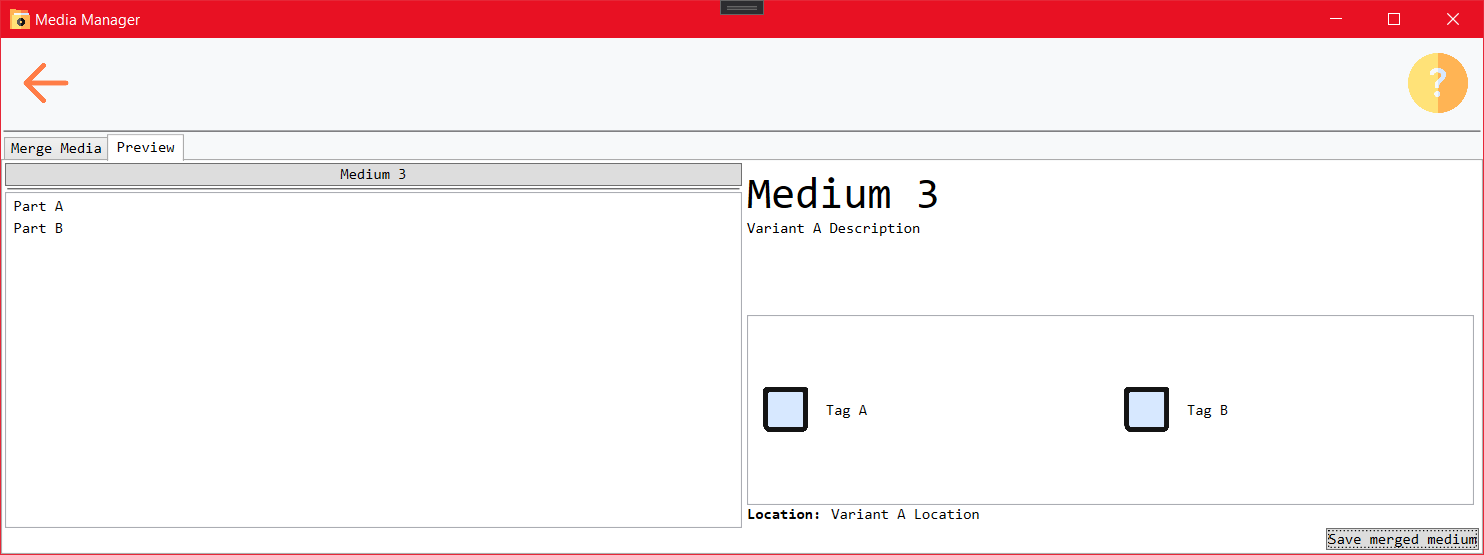 Media Manager
?
Merge Media
Preview
Medium 3
Part A
Part B
Medium 3
Variant A Description
Tag A
Tag B
Location: Variant A Location
Save merged medium